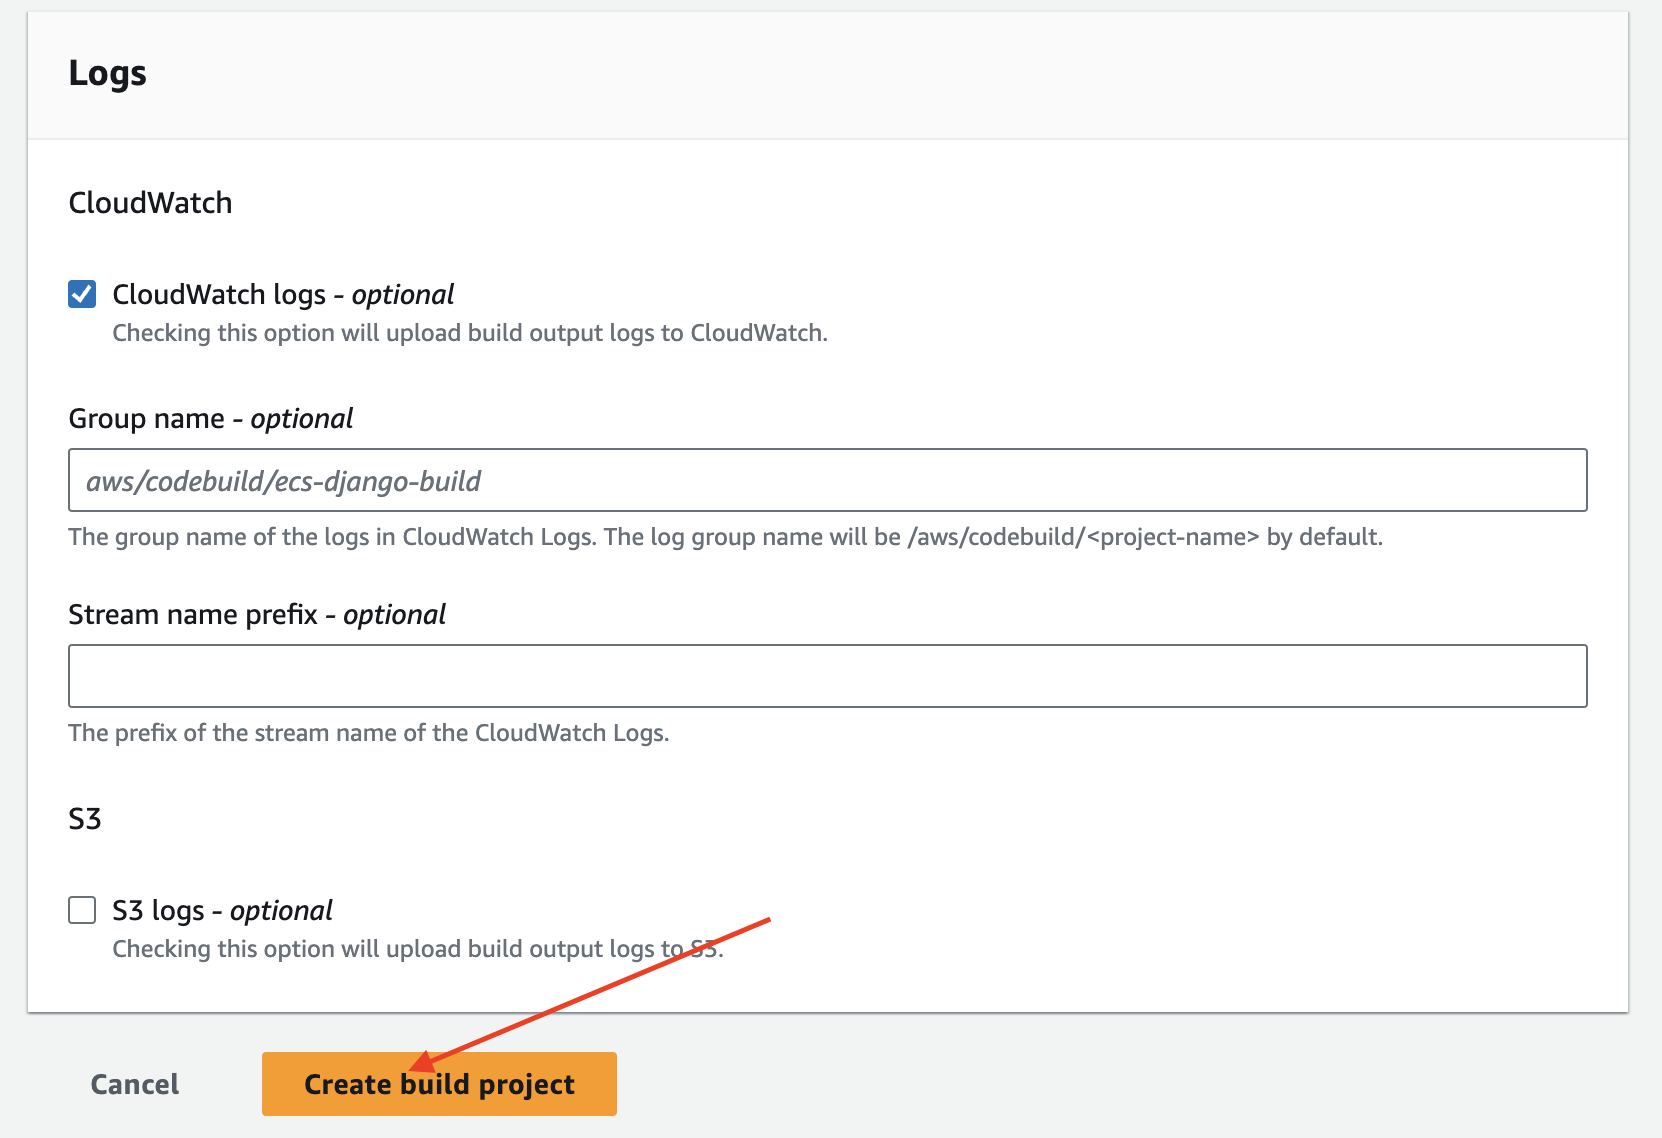 Logs
CloudWatch
CloudWatch logs - optional
Checking this option will upload build output logs to CloudWatch.
Group name - optional
aws/codebuild/ecs-django-build
The group name of the logs in CloudWatch Logs. The log group name will be /aws/codebuild/<project-name> by default.
Stream name prefix - optional
The prefix of the stream name of the CloudWatch Logs.
S3
S3 logs - optional
Checking this option will upload build output logs to S3.
Cancel
Create build project